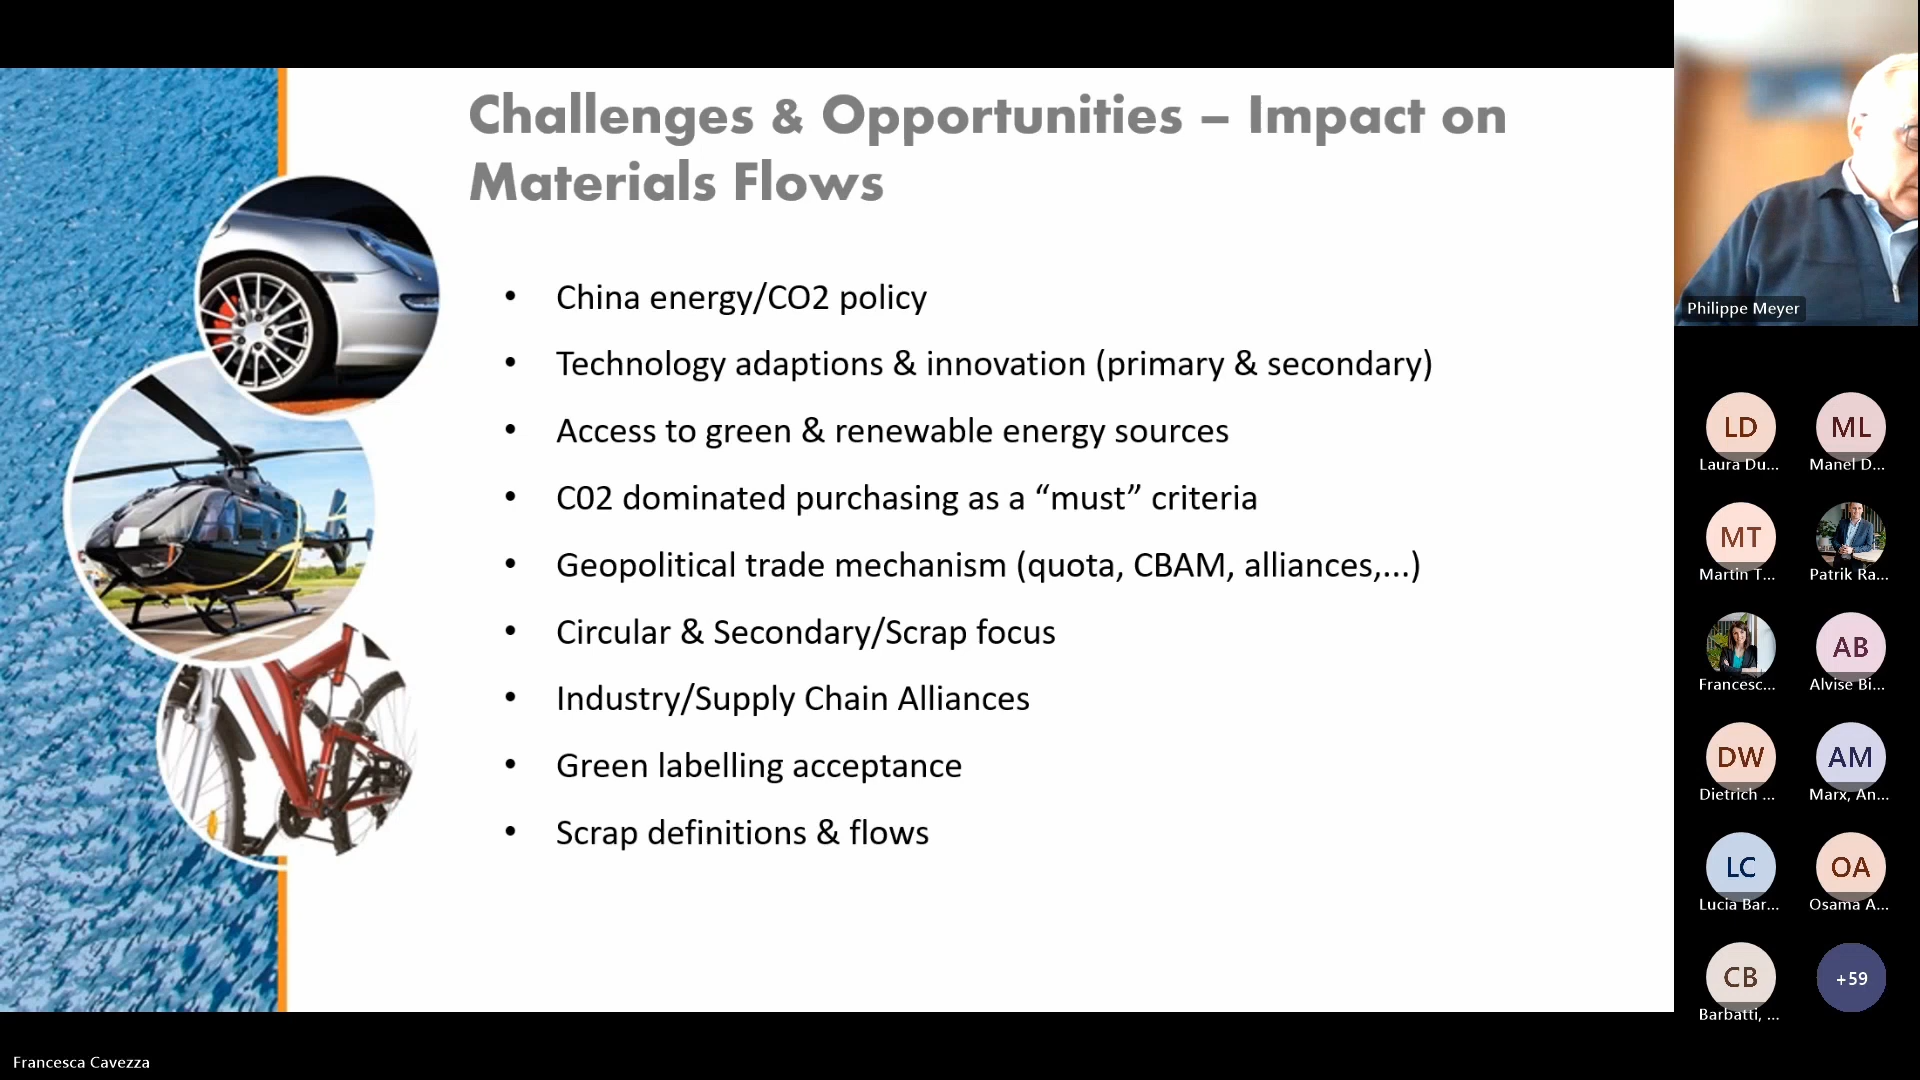 Challenges & Opportunities – Impact on
Materials Flows
• China energy/CO2 policy
• Technology adaptions & innovation (primary & secondary)
• Access to green & renewable energy sources
• C02 dominated purchasing as a “must” criteria
• Geopolitical trade mechanism (quota, CBAM, alliances,...)
• Circular & Secondary/Scrap focus
• Industry/Supply Chain Alliances
• Green labelling acceptance
• Scrap definitions & flows
Philippe Meyer
LD
Laura Du...
ML
Manel D...
MT
Martin T...
Patrik Ra...
Francesc...
AB
Alvise Bi...
DW
Dietrich ...
AM
Marx, An...
LC
Lucia Bar...
OA
Osama A...
CB
Barbatti, ...
+59
Francesca Cavezza